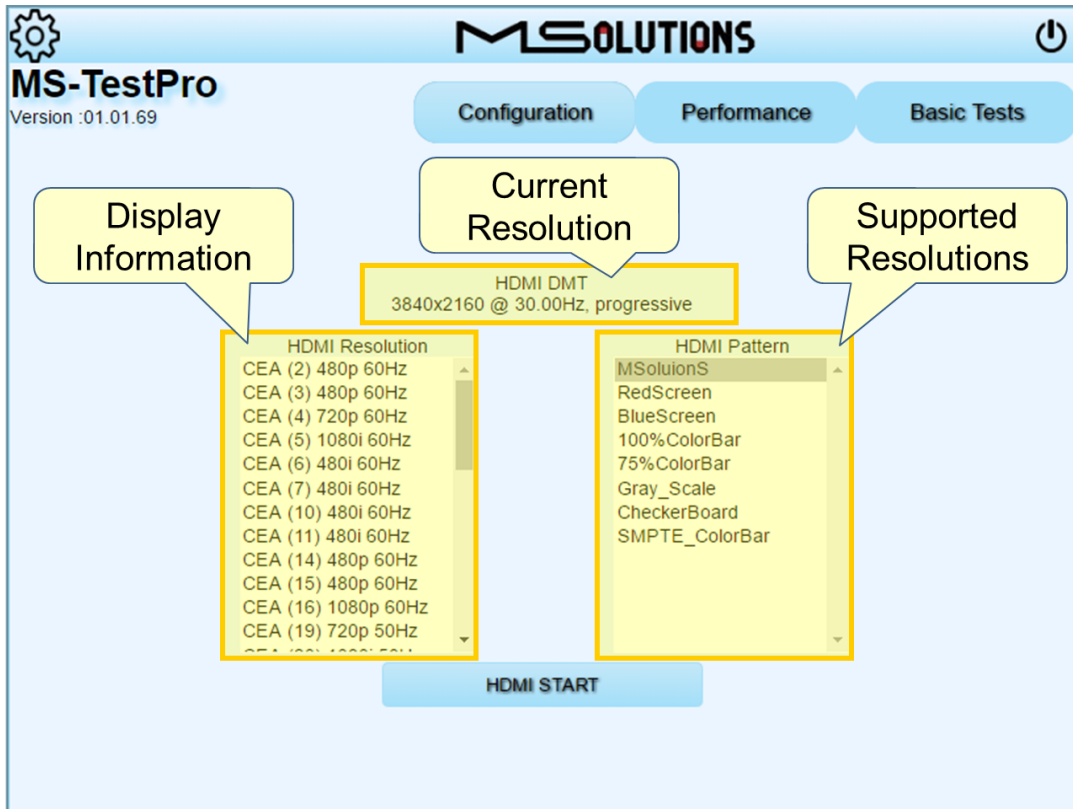 MSOLUTIONS
MS-TestPro
Version :01.01.69
Configuration
Performance
Basic Tests
Display
Information
Current
Resolution
Supported
Resolutions
HDMI DMT
3840x2160 @ 30.00Hz, progressive
HDMI Resolution
CEA (2) 480p 60Hz
CEA (3) 480p 60Hz
CEA (4) 720p 60Hz
CEA (5) 1080i 60Hz
CEA (6) 480i 60Hz
CEA (7) 480i 60Hz
CEA (10) 480i 60Hz
CEA (11) 480i 60Hz
CEA (14) 480p 60Hz
CEA (15) 480p 60Hz
CEA (16) 1080p 60Hz
CEA (19) 720p 50Hz
HDMI Pattern
MSoluionS
RedScreen
BlueScreen
100%ColorBar
75%ColorBar
Gray_Scale
CheckerBoard
SMPTE_ColorBar
HDMI START